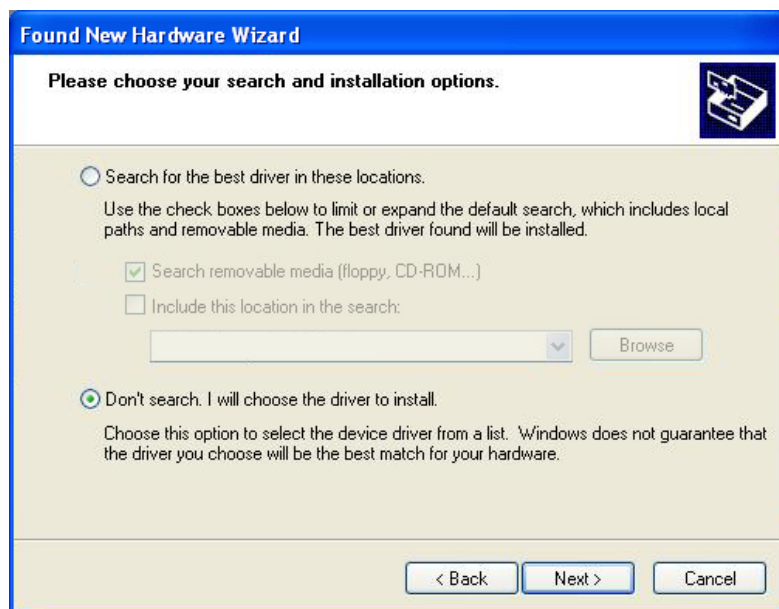 Found New Hardware Wizard
Please choose your search and installation options.
Search for the best driver in these locations.
Use the check boxes below to limit or expand the default search, which includes local
paths and removable media. The best driver found will be installed.
Search removable media (floppy, CD-ROM...)
Include this location in the search:
Browse
Don't search. I will choose the driver to install.
Choose this option to select the device driver from a list.  Windows does not guarantee that
the driver you choose will be the best match for your hardware.
< Back
Next >
Cancel